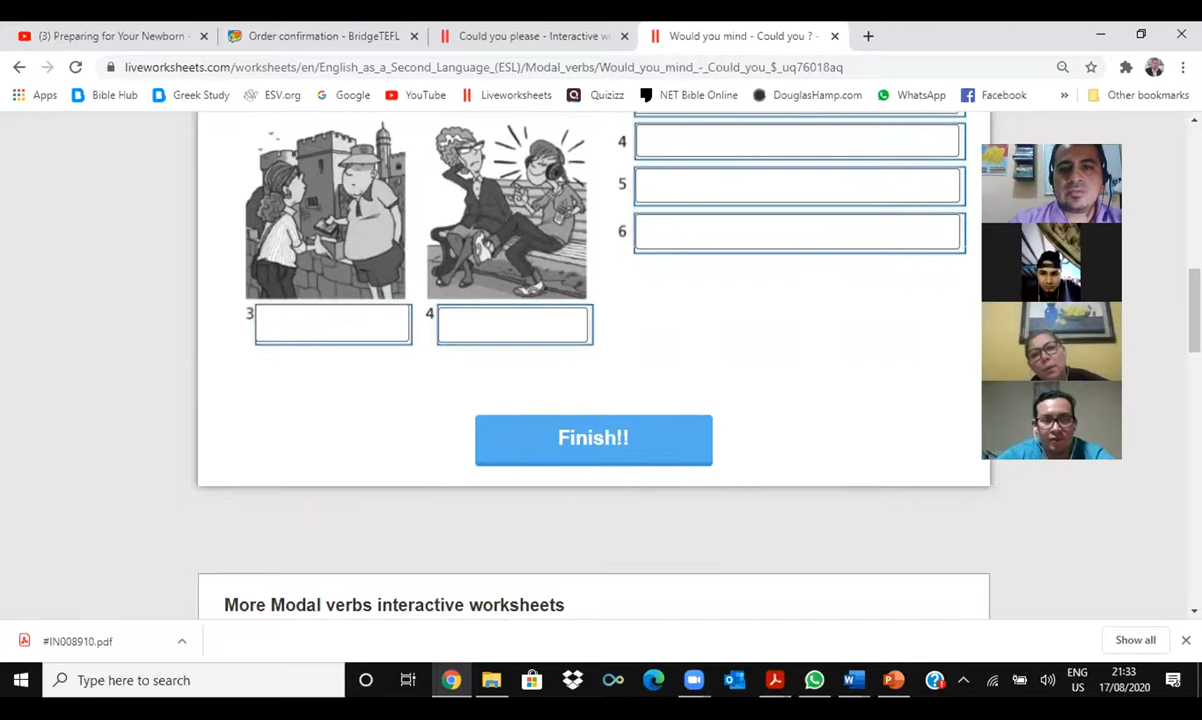 (3) Preparing for Your Newborn -
Order confirmation - BridgeTEFL
Could you please - Interactive w
Would you mind - Could you ? -
liveworksheets.com/worksheets/en/English_as_a_Second_Language_(ESL)/Modal_verbs/Would_you_mind_-_Could_you_$_uq76018aq
Apps
Bible Hub
Greek Study
ESV.org
Google
YouTube
Liveworksheets
Quizizz
NET Bible Online
DouglasHamp.com
WhatsApp
Facebook
»
Other bookmarks
4
5
6
3
4
Finish!!
More Modal verbs interactive worksheets
#IN008910.pdf
Show all
Type here to search
ENG
US
21:33
17/08/2020